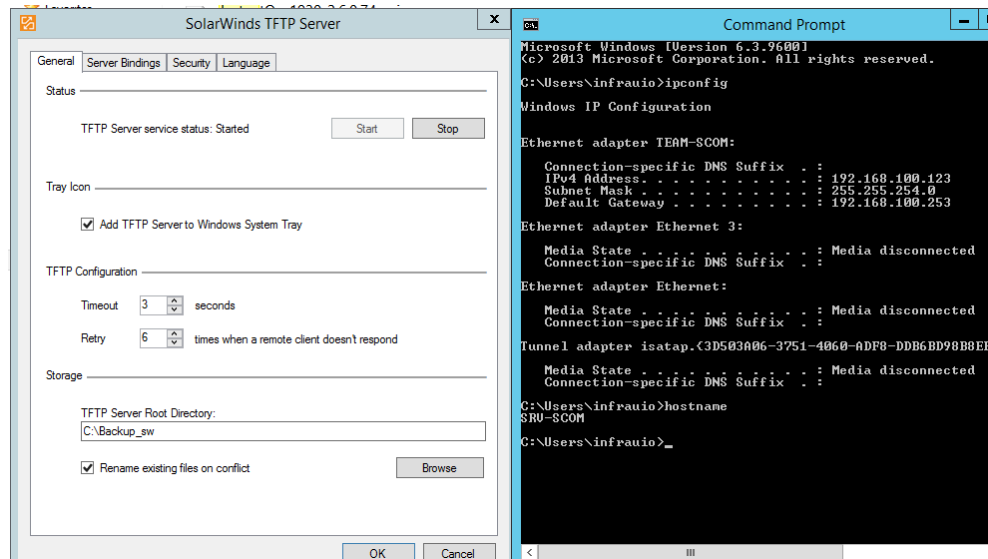 SolarWinds TFTP Server
x
General
Server Bindings
Security
Language
Status
TFTP Server service status: Started
Start
Stop
Tray Icon
Add TFTP Server to Windows System Tray
TFTP Configuration
Timeout 3 seconds
Retry 6 times when a remote client doesn't respond
Storage
TFTP Server Root Directory:
C:\Backup_sw
Rename existing files on conflict
Browse
OK
Cancel
Command Prompt
Microsoft Windows [Version 6.3.9600]
(c) 2013 Microsoft Corporation. All rights reserved.
C:\Users\infrauio>ipconfig
Windows IP Configuration
Ethernet adapter TEAM-SCOM:
Connection-specific DNS Suffix . :
IPv4 Address. . . . . . . . . . . : 192.168.100.123
Subnet Mask . . . . . . . . . . . : 255.255.254.0
Default Gateway . . . . . . . . . : 192.168.100.253
Ethernet adapter Ethernet 3:
Media State . . . . . . . . . . . : Media disconnected
Connection-specific DNS Suffix . :
Ethernet adapter Ethernet:
Media State . . . . . . . . . . . : Media disconnected
Connection-specific DNS Suffix . :
Tunnel adapter isatap.{3D503A06-3751-4060-ADF8-DDB6BD98B8E
Media State . . . . . . . . . . . : Media disconnected
Connection-specific DNS Suffix . :
C:\Users\infrauio>hostname
SRV-SCOM
C:\Users\infrauio>_